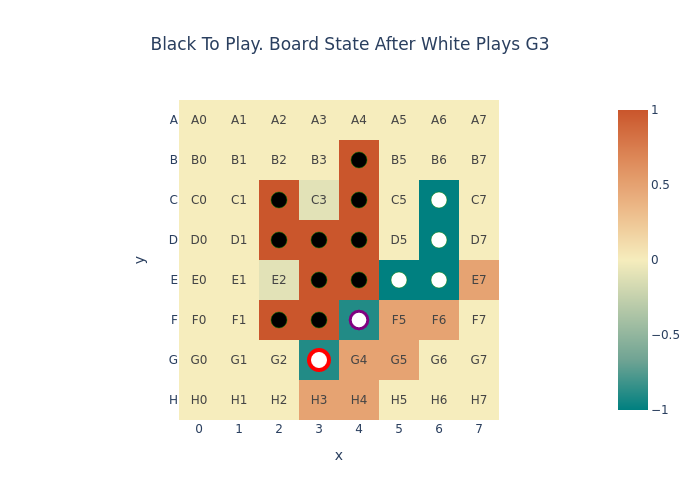 Black To Play. Board State After White Plays G3
A A0 A1 A2 A3 A4 A5 A6 A7
B B0 B1 B2 B3 B5 B6 B7
C C0 C1 C3 C5 C7
D D0 D1 D5 D7
E E0 E1 E2 E7
F F0 F1 F5 F6 F7
G G0 G1 G2 G4 G5 G6 G7
H H0 H1 H2 H3 H4 H5 H6 H7
0 1 2 3 4 5 6 7
x
y
1
0.5
0
−0.5
−1